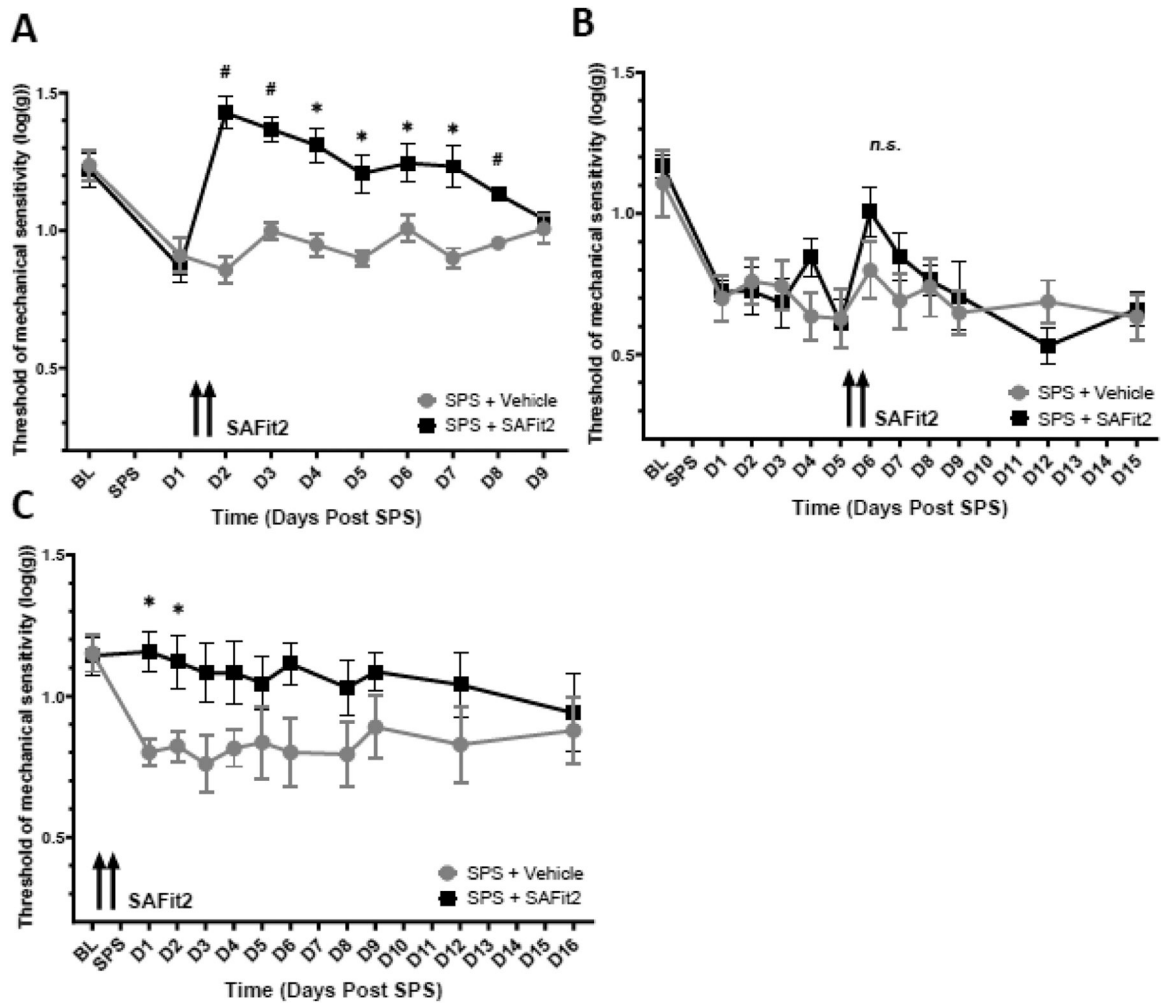 A
Threshold of mechanical sensitivity (log(g))
1.5
1.0
0.5
# # * * * * #
SAFit2
SPS + Vehicle
SPS + SAFit2
BL SPS D1 D2 D3 D4 D5 D6 D7 D8 D9
Time (Days Post SPS)
B
Threshold of mechanical sensitivity (log(g))
1.5
1.0
0.5
n.s.
SAFit2
SPS + Vehicle
SPS + SAFit2
BL SPS D1 D2 D3 D4 D5 D6 D7 D8 D9 D10 D11 D12 D13 D14 D15
Time (Days Post SPS)
C
Threshold of mechanical sensitivity (log(g))
1.5
1.0
0.5
* *
SAFit2
SPS + Vehicle
SPS + SAFit2
BL SPS D1 D2 D3 D4 D5 D6 D7 D8 D9 D10 D11 D12 D13 D14 D15 D16
Time (Days Post SPS)